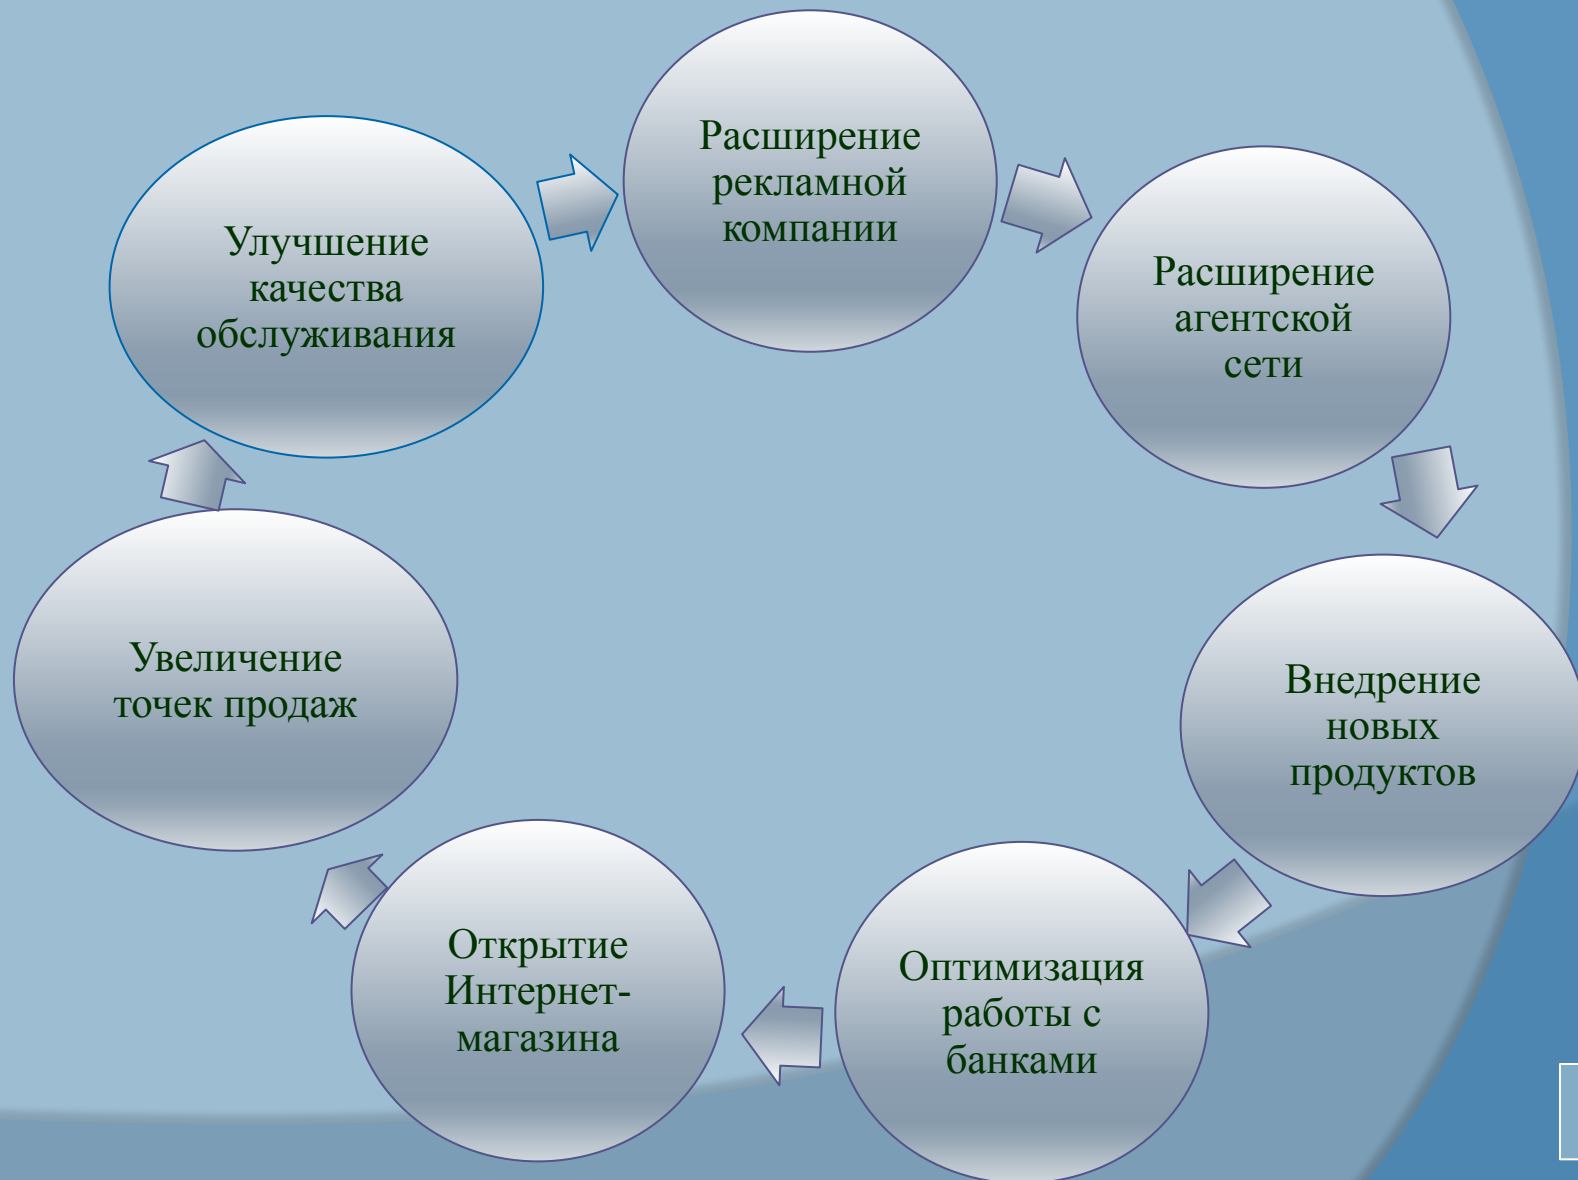 Расширение
рекламной
компании
Расширение
агентской
сети
Внедрение
новых
продуктов
Оптимизация
работы с
банками
Открытие
Интернет-
магазина
Увеличение
точек продаж
Улучшение
качества
обслуживания